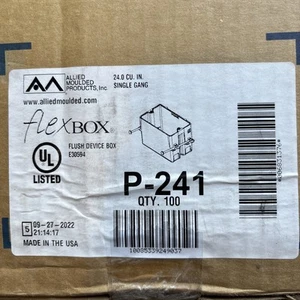 ALLIED
MOULDED
PRODUCTS, Inc.
www.alliedmoulded.com
24.0 CU. IN.
SINGLE GANG
flexBOX
FLUSH DEVICE BOX
E30594
UL
LISTED
P-241
QTY. 100
S 09-27-2022
21:14:17
MADE IN THE USA
10085339249037